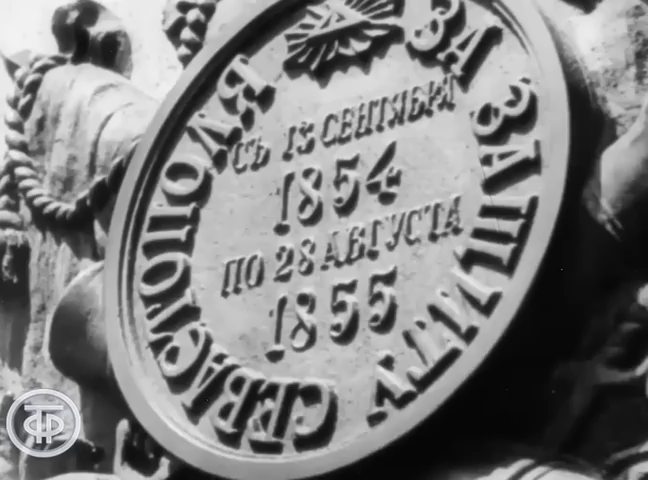 ЗА ЗАЩИТУ СЕВАСТОПОЛЯ
СЪ 13 СЕНТЯБРЯ
1854
ПО 28 АВГУСТА
1855